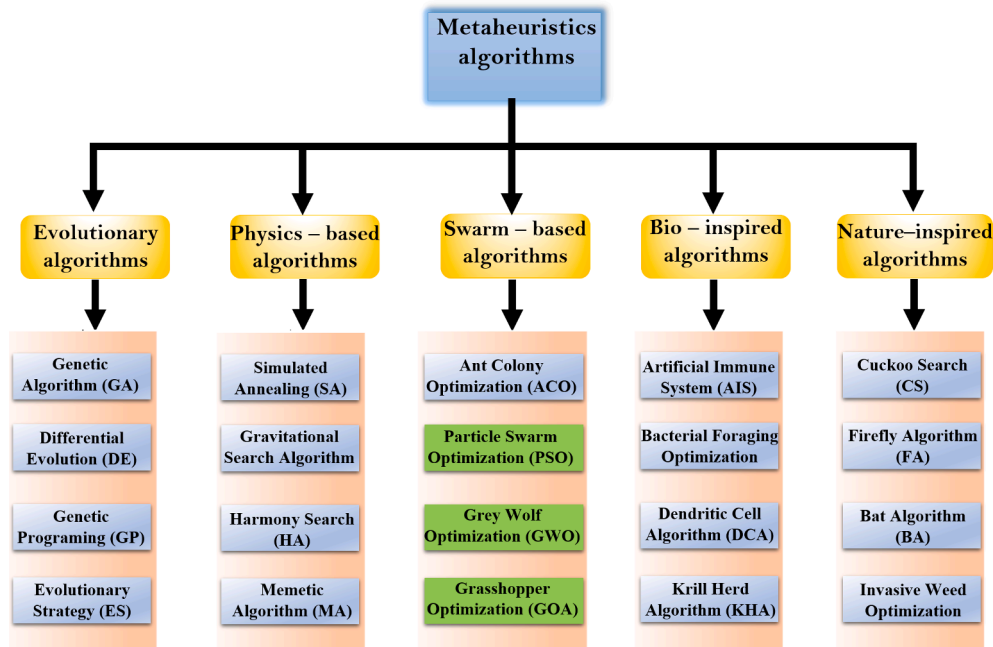 Metaheuristics
algorithms
Evolutionary
algorithms
Physics – based
algorithms
Swarm – based
algorithms
Bio – inspired
algorithms
Nature–inspired
algorithms
Genetic
Algorithm (GA)
Differential
Evolution (DE)
Genetic
Programing (GP)
Evolutionary
Strategy (ES)
Simulated
Annealing (SA)
Gravitational
Search Algorithm
Harmony Search
(HA)
Memetic
Algorithm (MA)
Ant Colony
Optimization (ACO)
Particle Swarm
Optimization (PSO)
Grey Wolf
Optimization (GWO)
Grasshopper
Optimization (GOA)
Artificial Immune
System (AIS)
Bacterial Foraging
Optimization
Dendritic Cell
Algorithm (DCA)
Krill Herd
Algorithm (KHA)
Cuckoo Search
(CS)
Firefly Algorithm
(FA)
Bat Algorithm
(BA)
Invasive Weed
Optimization